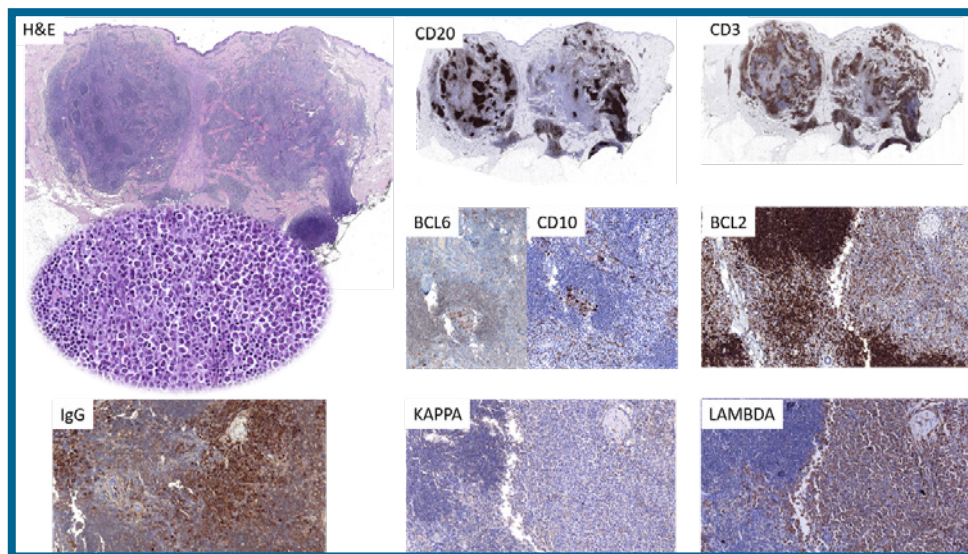 H&E
CD20
CD3
BCL6
CD10
BCL2
IgG
KAPPA
LAMBDA